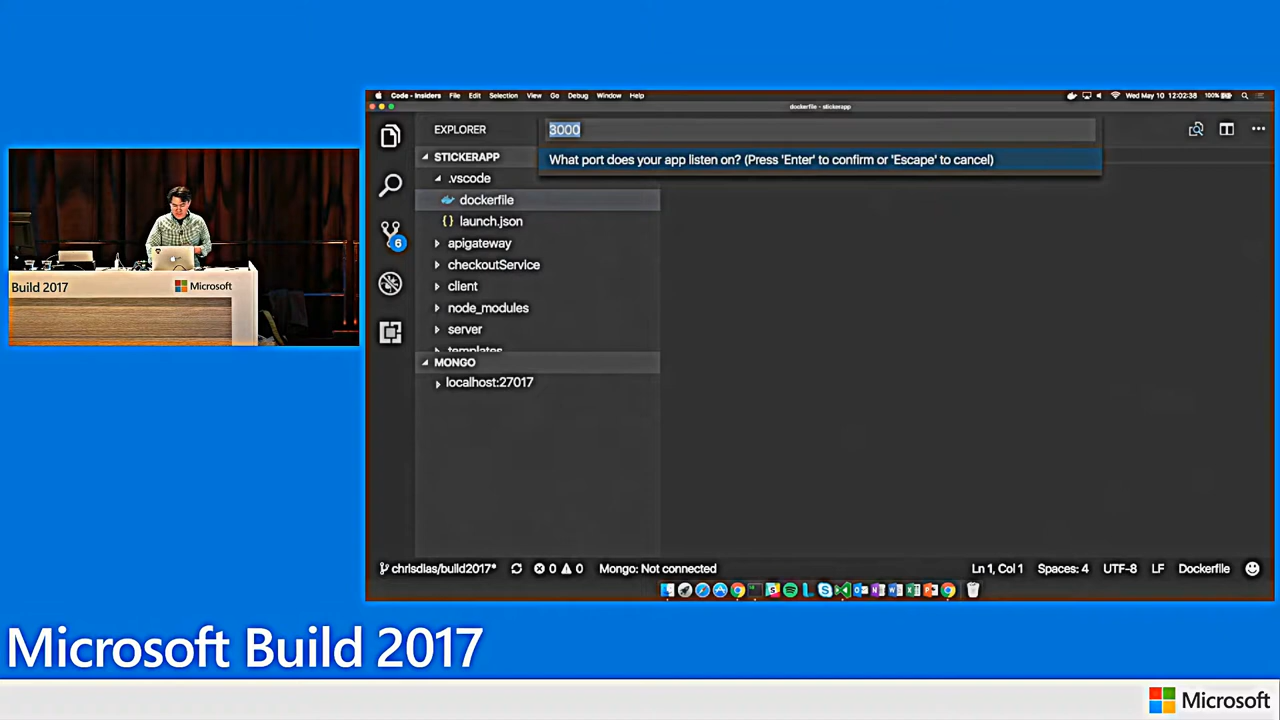 Build 2017
Microsoft
Code - Insiders File Edit Selection View Go Debug Window Help
Wed May 10 12:02:38 100%
dockerfile - stickerapp
EXPLORER
3000
What port does your app listen on? (Press 'Enter' to confirm or 'Escape' to cancel)
STICKERAPP
.vscode
dockerfile
{} launch.json
6
apigateway
checkoutService
client
node_modules
server
templates
MONGO
localhost:27017
chrisdias/build2017* 0 0 Mongo: Not connected Ln 1, Col 1 Spaces: 4 UTF-8 LF Dockerfile
Microsoft Build 2017
Microsoft